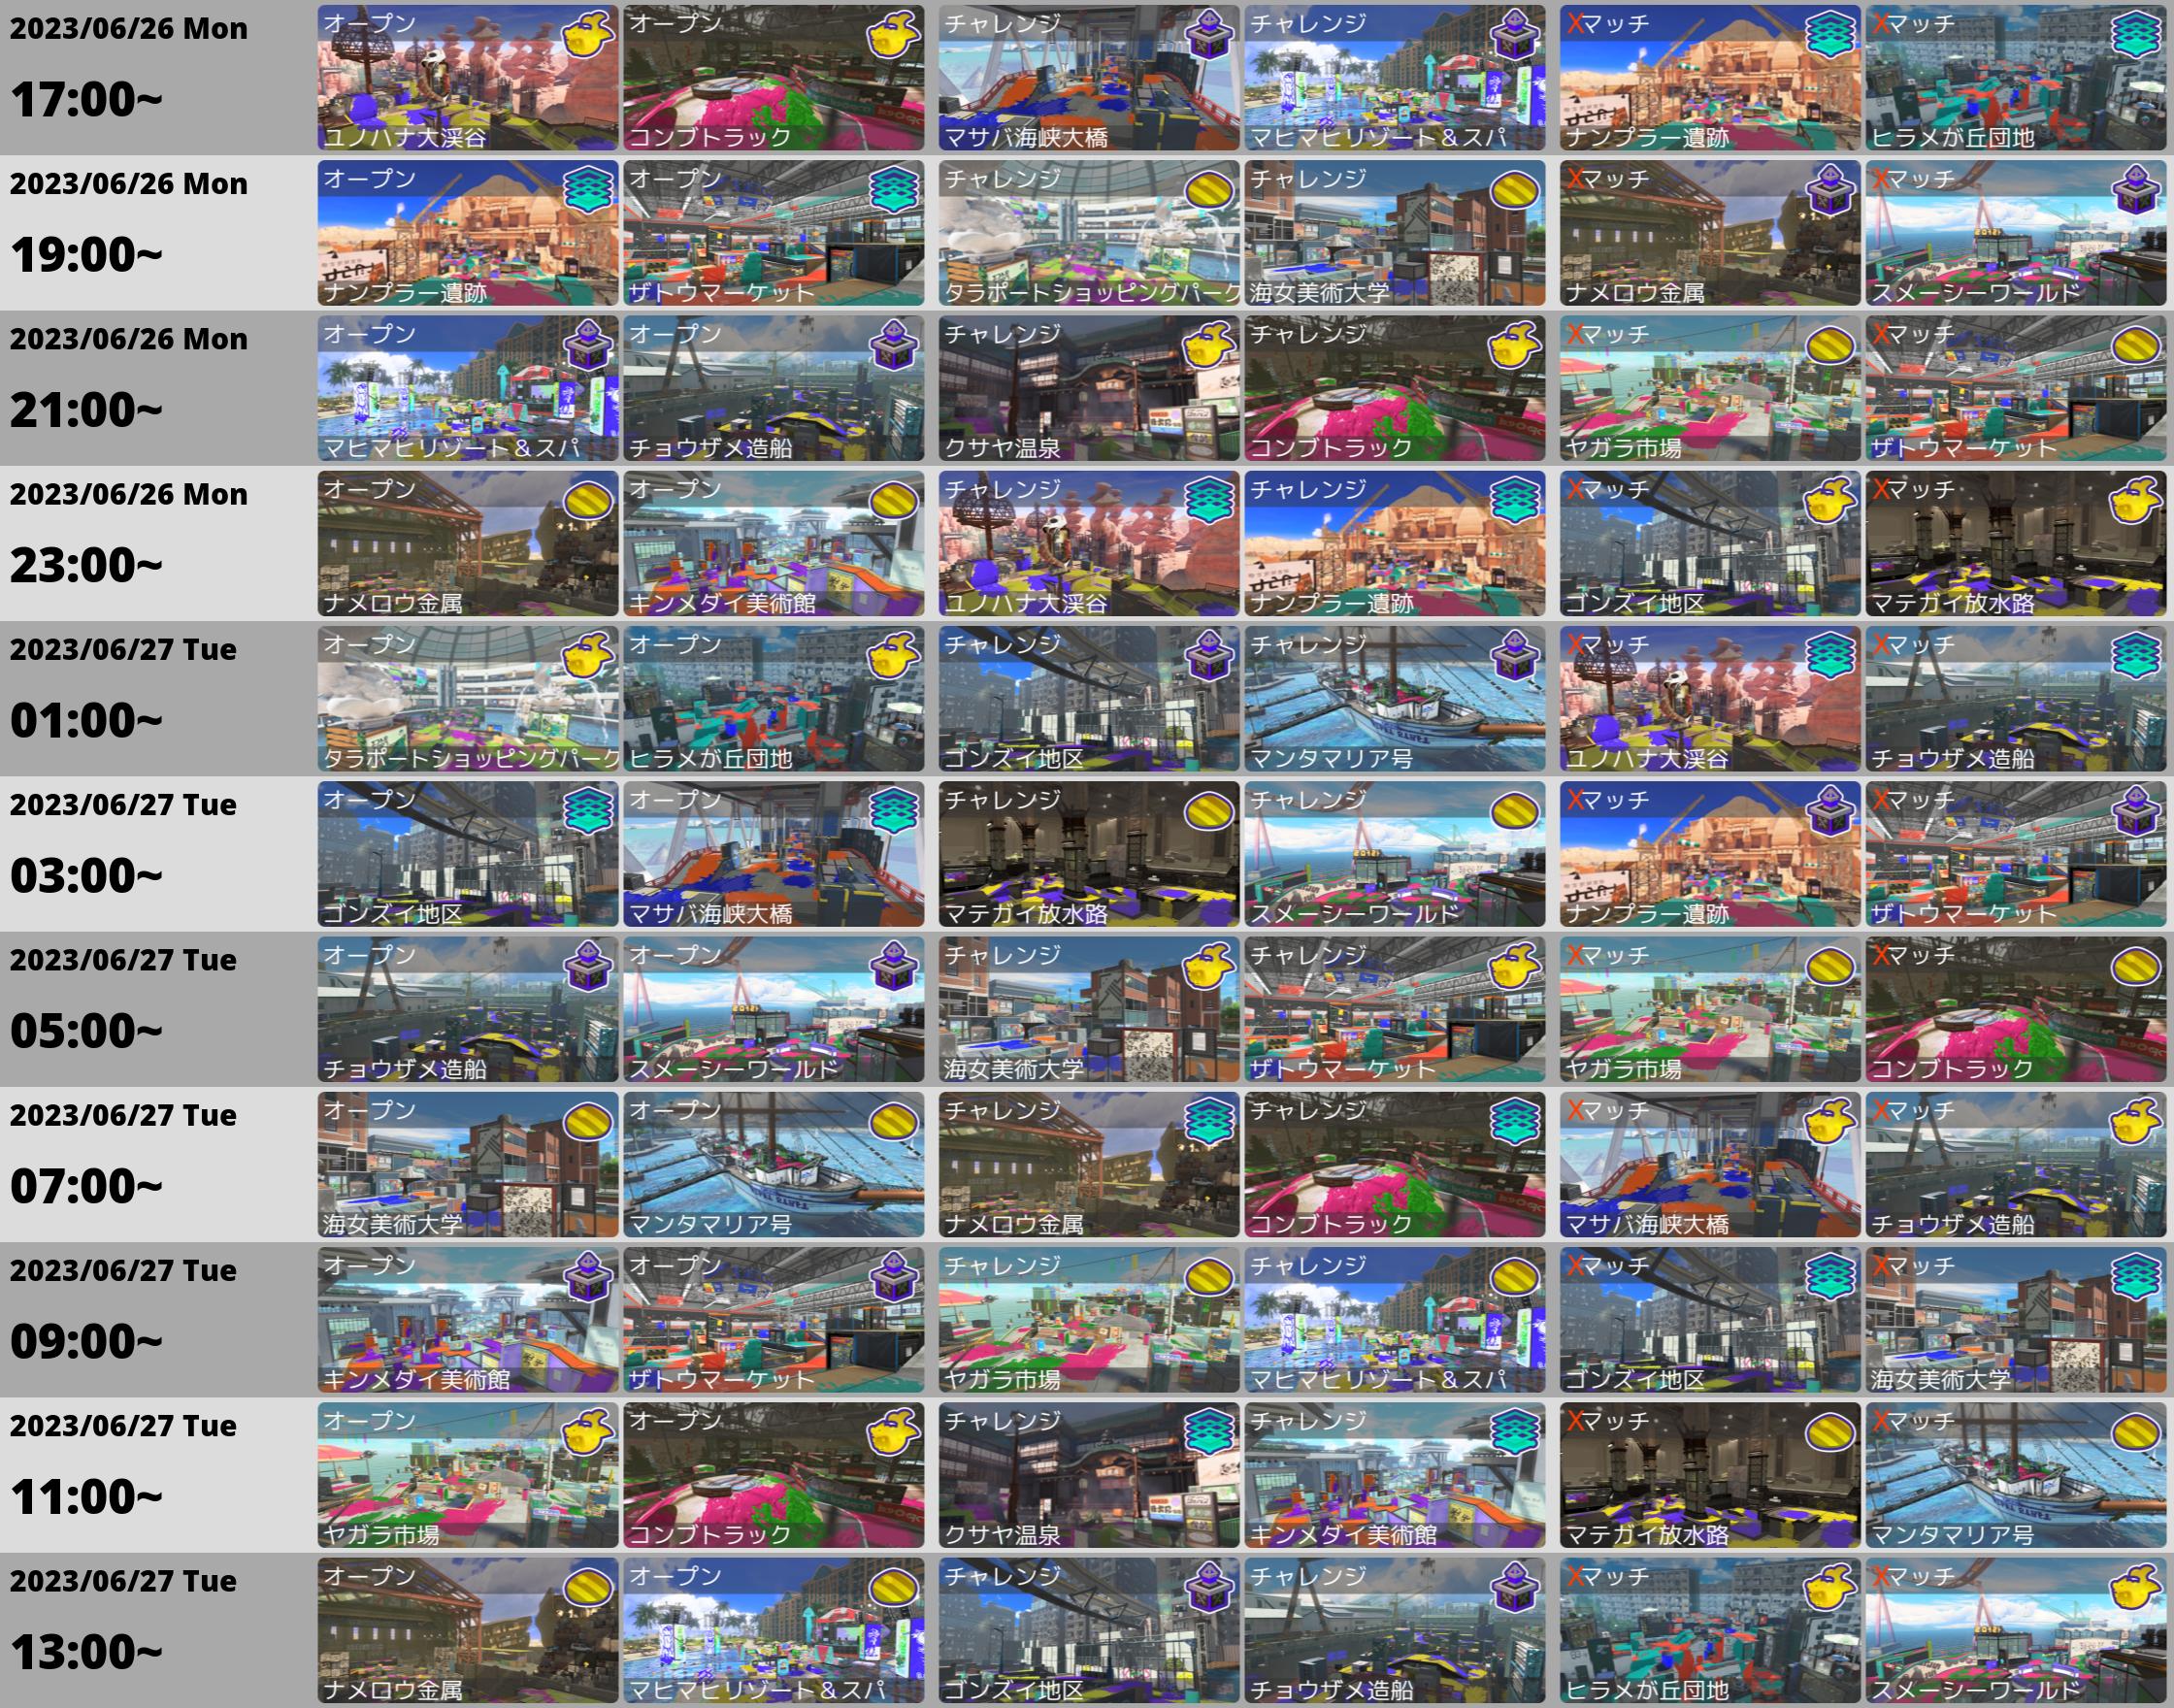 2023/06/26 Mon
17:00~
オープン
ユノハナ大渓谷
オープン
コンブトラック
チャレンジ
マサバ海峡大橋
チャレンジ
マヒマヒリゾート＆スパ
Xマッチ
ナンプラー遺跡
Xマッチ
ヒラメが丘団地
2023/06/26 Mon
19:00~
オープン
ナンプラー遺跡
オープン
ザトウマーケット
チャレンジ
タラポートショッピングパーク
チャレンジ
海女美術大学
Xマッチ
ナメロウ金属
Xマッチ
スメーシーワールド
2023/06/26 Mon
21:00~
オープン
マヒマヒリゾート＆スパ
オープン
チョウザメ造船
チャレンジ
クサヤ温泉
チャレンジ
コンブトラック
Xマッチ
ヤガラ市場
Xマッチ
ザトウマーケット
2023/06/26 Mon
23:00~
オープン
ナメロウ金属
オープン
キンメダイ美術館
チャレンジ
ユノハナ大渓谷
チャレンジ
ナンプラー遺跡
Xマッチ
ゴンズイ地区
Xマッチ
マテガイ放水路
2023/06/27 Tue
01:00~
オープン
タラポートショッピングパーク
オープン
ヒラメが丘団地
チャレンジ
ゴンズイ地区
チャレンジ
マンタマリア号
Xマッチ
ユノハナ大渓谷
Xマッチ
チョウザメ造船
2023/06/27 Tue
03:00~
オープン
ゴンズイ地区
オープン
マサバ海峡大橋
チャレンジ
マテガイ放水路
チャレンジ
スメーシーワールド
Xマッチ
ナンプラー遺跡
Xマッチ
ザトウマーケット
2023/06/27 Tue
05:00~
オープン
チョウザメ造船
オープン
スメーシーワールド
チャレンジ
海女美術大学
チャレンジ
ザトウマーケット
Xマッチ
ヤガラ市場
Xマッチ
コンブトラック
2023/06/27 Tue
07:00~
オープン
海女美術大学
オープン
マンタマリア号
チャレンジ
ナメロウ金属
チャレンジ
コンブトラック
Xマッチ
マサバ海峡大橋
Xマッチ
チョウザメ造船
2023/06/27 Tue
09:00~
オープン
キンメダイ美術館
オープン
ザトウマーケット
チャレンジ
ヤガラ市場
チャレンジ
マヒマヒリゾート＆スパ
Xマッチ
ゴンズイ地区
Xマッチ
海女美術大学
2023/06/27 Tue
11:00~
オープン
ヤガラ市場
オープン
コンブトラック
チャレンジ
クサヤ温泉
チャレンジ
キンメダイ美術館
Xマッチ
マテガイ放水路
Xマッチ
マンタマリア号
2023/06/27 Tue
13:00~
オープン
ナメロウ金属
オープン
マヒマヒリゾート＆スパ
チャレンジ
ゴンズイ地区
チャレンジ
チョウザメ造船
Xマッチ
ヒラメが丘団地
Xマッチ
スメーシーワールド